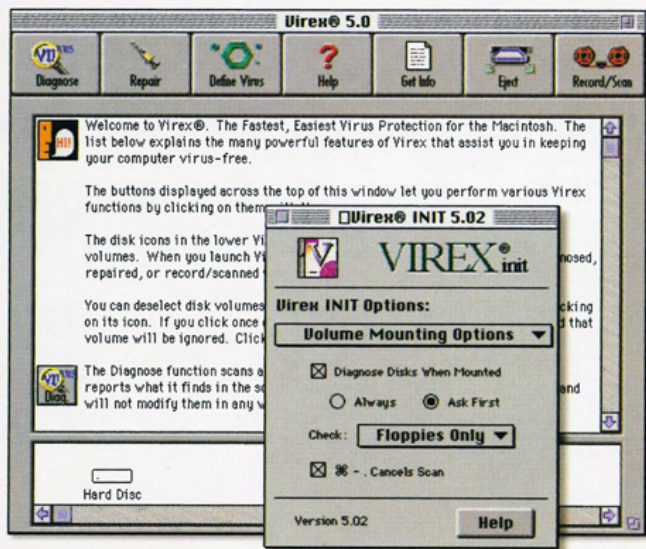 Virex® 5.0
Diagnose
Repair
Define Virus
Help
Get Info
Eject
Record/Scan
HI!
Welcome to Virex®. The Fastest, Easiest Virus Protection for the Macintosh. The
list below explains the many powerful features of Virex that assist you in keeping
your computer virus-free.
The buttons displayed across the top of this window let you perform various Virex
functions by clicking on them
The disk icons in the lower
volumes. When you launch
repaired, or record/scanned
You can deselect disk volumes
on its icon. If you click once
volume will be ignored. Click
that
The Diagnose function scans
reports what it finds in the
and
will not modify them in any
Diag.
Hard Disc
Virex® INIT 5.02
V
VIREX®
init
Virex INIT Options:
Volume Mounting Options
Diagnose Disks When Mounted
Always
Ask First
Check: Floppies Only
⌘ - . Cancels Scan
Version 5.02
Help